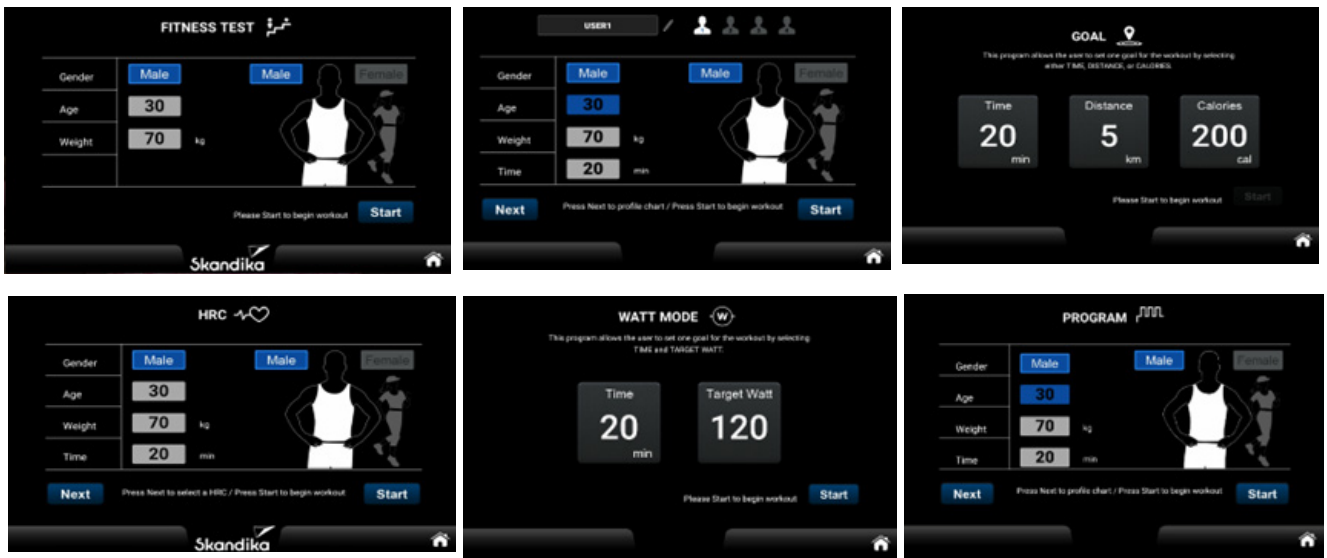 FITNESS TEST
Gender Male Male Female
Age 30
Weight 70 kg
Please Start to begin workout Start
Skandika
USER1
Gender Male Male Female
Age 30
Weight 70 kg
Time 20 min
Next Press Next to profile chart / Press Start to begin workout Start
GOAL
This program allows the user to set one goal for the workout by selecting
either TIME, DISTANCE, or CALORIES.
Time Distance Calories
20 5 200
min km cal
Please Start to begin workout Start
HRC
Gender Male Male Female
Age 30
Weight 70 kg
Time 20 min
Next Press Next to select a HRC / Press Start to begin workout Start
Skandika
WATT MODE W
This program allows the user to set one goal for the workout by selecting
TIME and TARGET WATT.
Time Target Watt
20 120
min
Please Start to begin workout Start
PROGRAM
Gender Male Male Female
Age 30
Weight 70 kg
Time 20 min
Next Press Next to profile chart / Press Start to begin workout Start